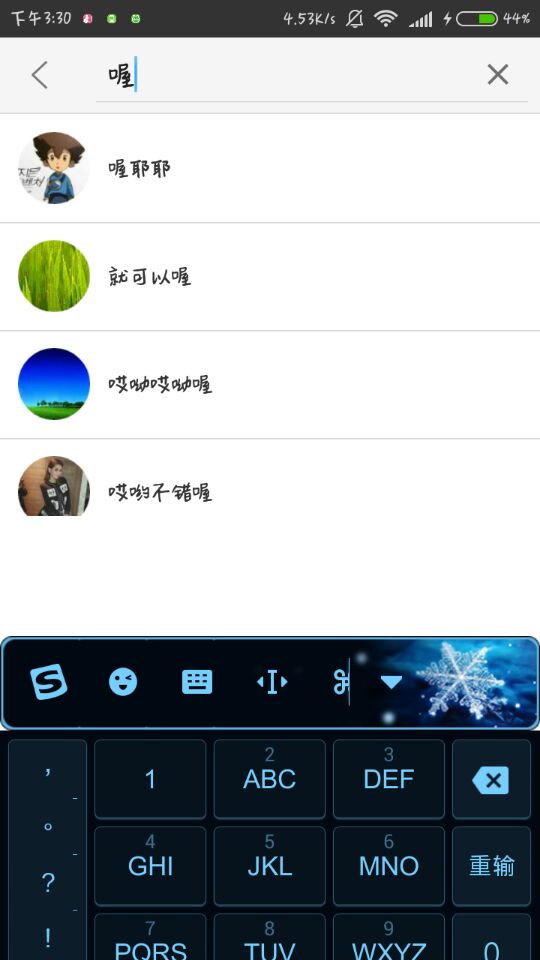 下午3:30 4.53K/s 44%
喔
喔耶耶
就可以喔
哎呦哎呦喔
哎哟不错喔
S
, 1 2 ABC 3 DEF
。 4 GHI 5 JKL 6 MNO 重输
? 7 PQRS 8 TUV 9 WXYZ 0
!